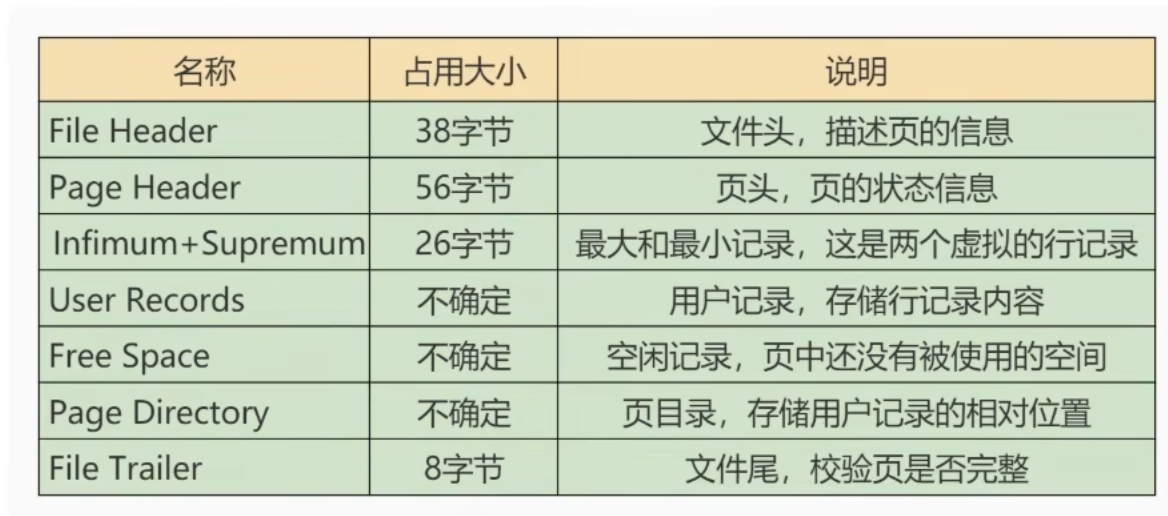 名称 占用大小 说明
File Header 38字节 文件头，描述页的信息
Page Header 56字节 页头，页的状态信息
Infimum+Supremum 26字节 最大和最小记录，这是两个虚拟的行记录
User Records 不确定 用户记录，存储行记录内容
Free Space 不确定 空闲记录，页中还没有被使用的空间
Page Directory 不确定 页目录，存储用户记录的相对位置
File Trailer 8字节 文件尾，校验页是否完整